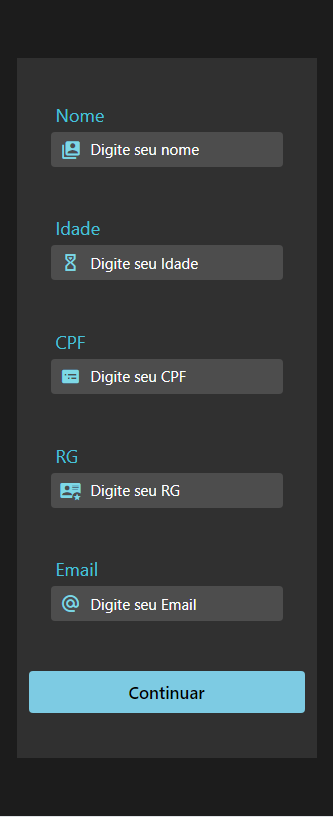 Nome
Digite seu nome
Idade
Digite seu Idade
CPF
Digite seu CPF
RG
Digite seu RG
Email
Digite seu Email
Continuar